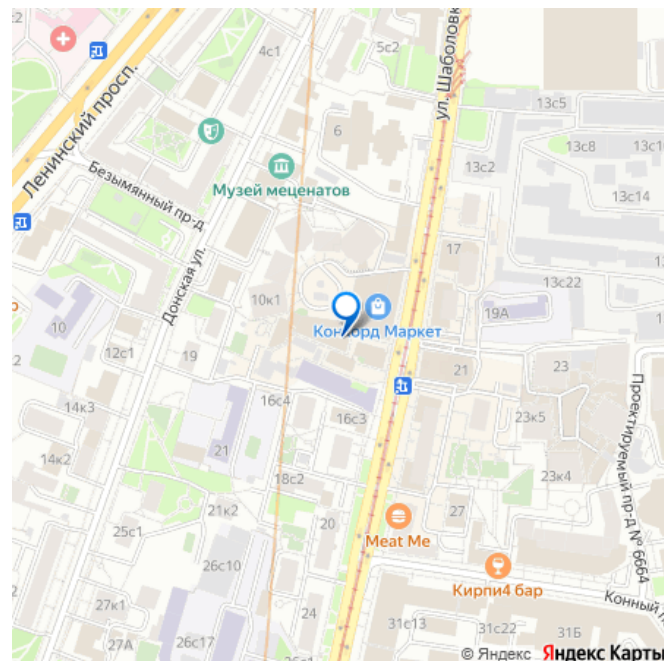 4с1
5с2
ул. Шаболовк
13с5
Ленинский просп.
6
13с2
13с8
13с10
Безымянный пр-д
Музей меценатов
13с14
17
Донская ул.
10к1
13с22
Конкорд Маркет
19А
10
12с1
19
21
23
14к3
16с4
16с3
23к5
Проектируемый пр-д № 6664
14к2
21
18с2
23к4
25с1
21к2
20
27
Meat Me
26с10
Кирпи4 бар
Конный п
27к1
24
31с13
31с22
31Б
27А
26с17
26с1
© Яндекс Яндекс Карты